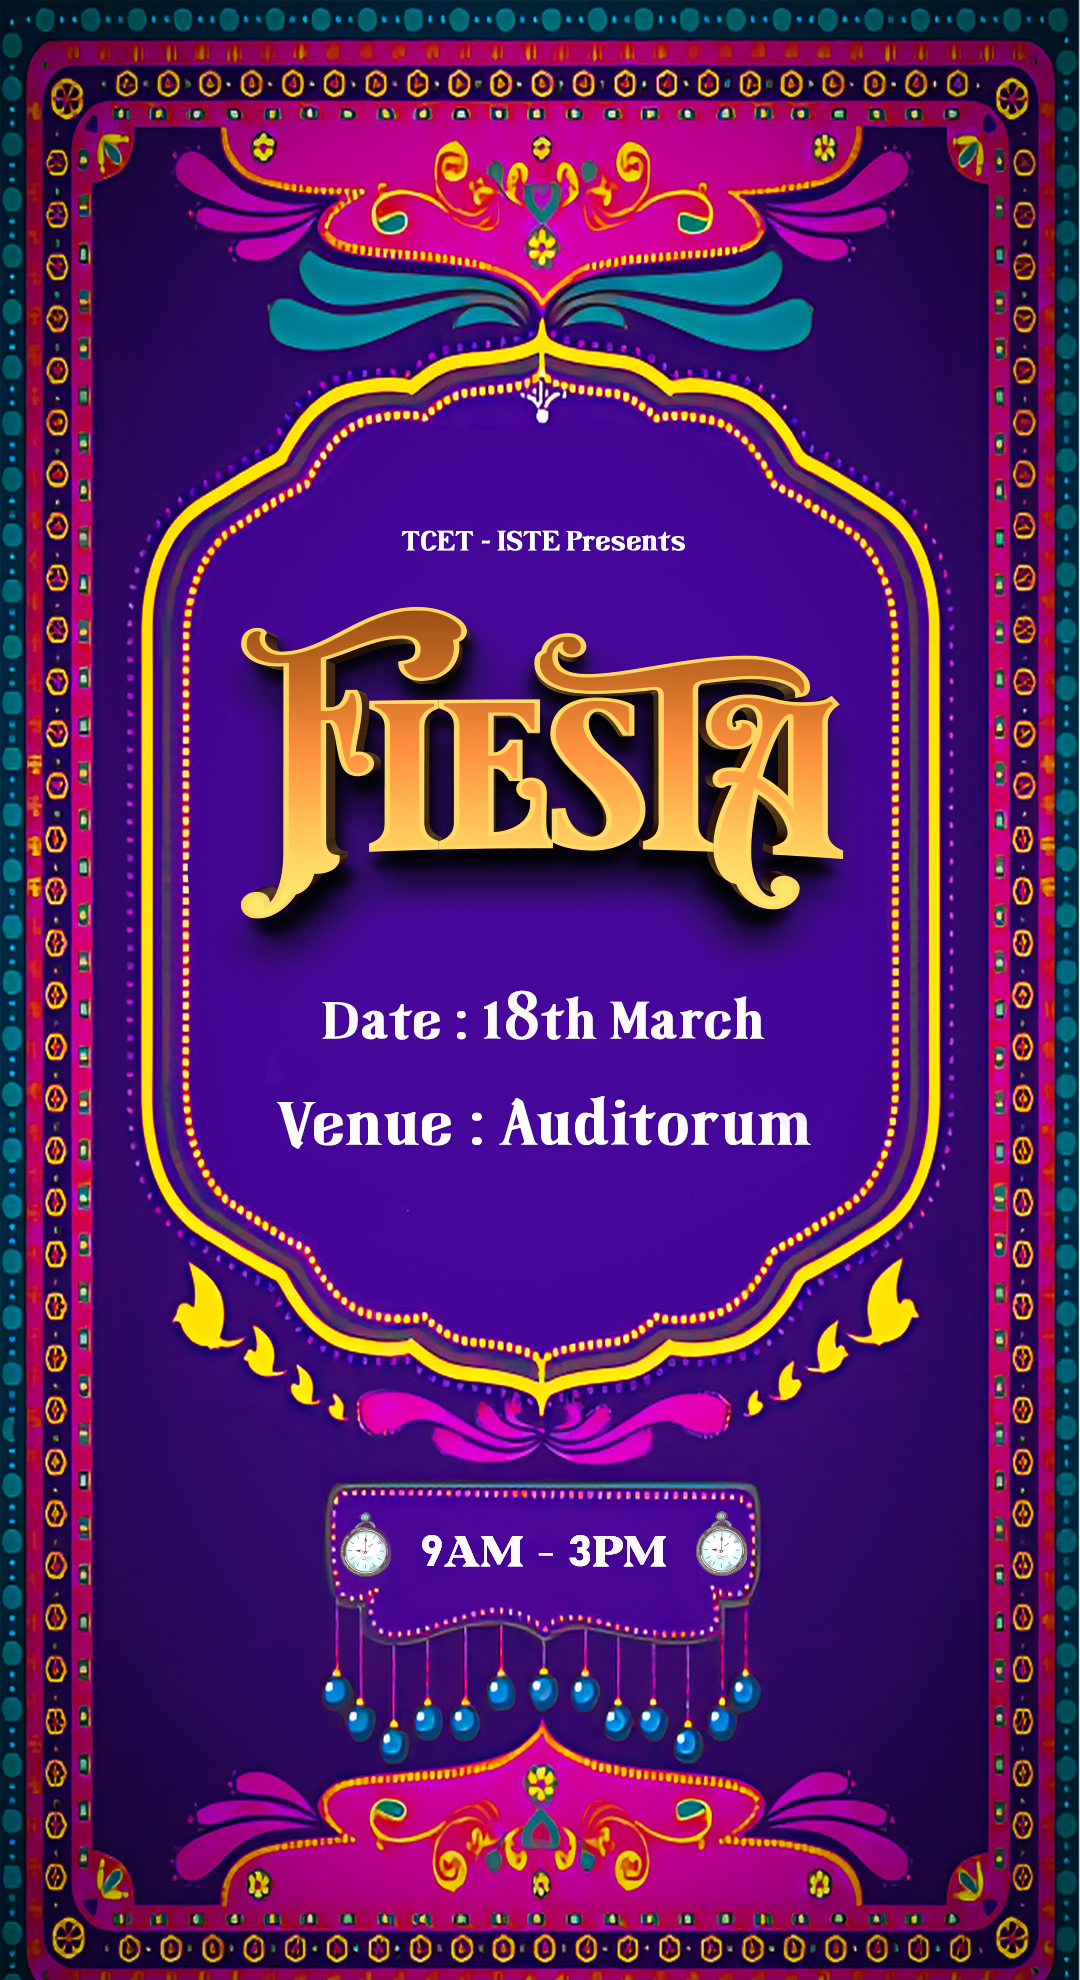 TCET - ISTE Presents
FIESTA
Date : 18th March
Venue : Auditorum
9AM - 3PM